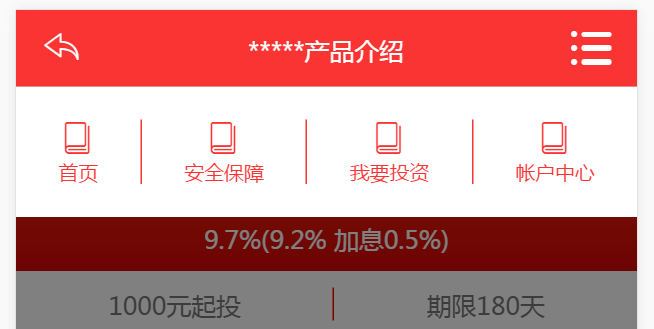 *****产品介绍
首页 安全保障 我要投资 帐户中心
9.7%(9.2% 加息0.5%)
1000元起投 期限180天